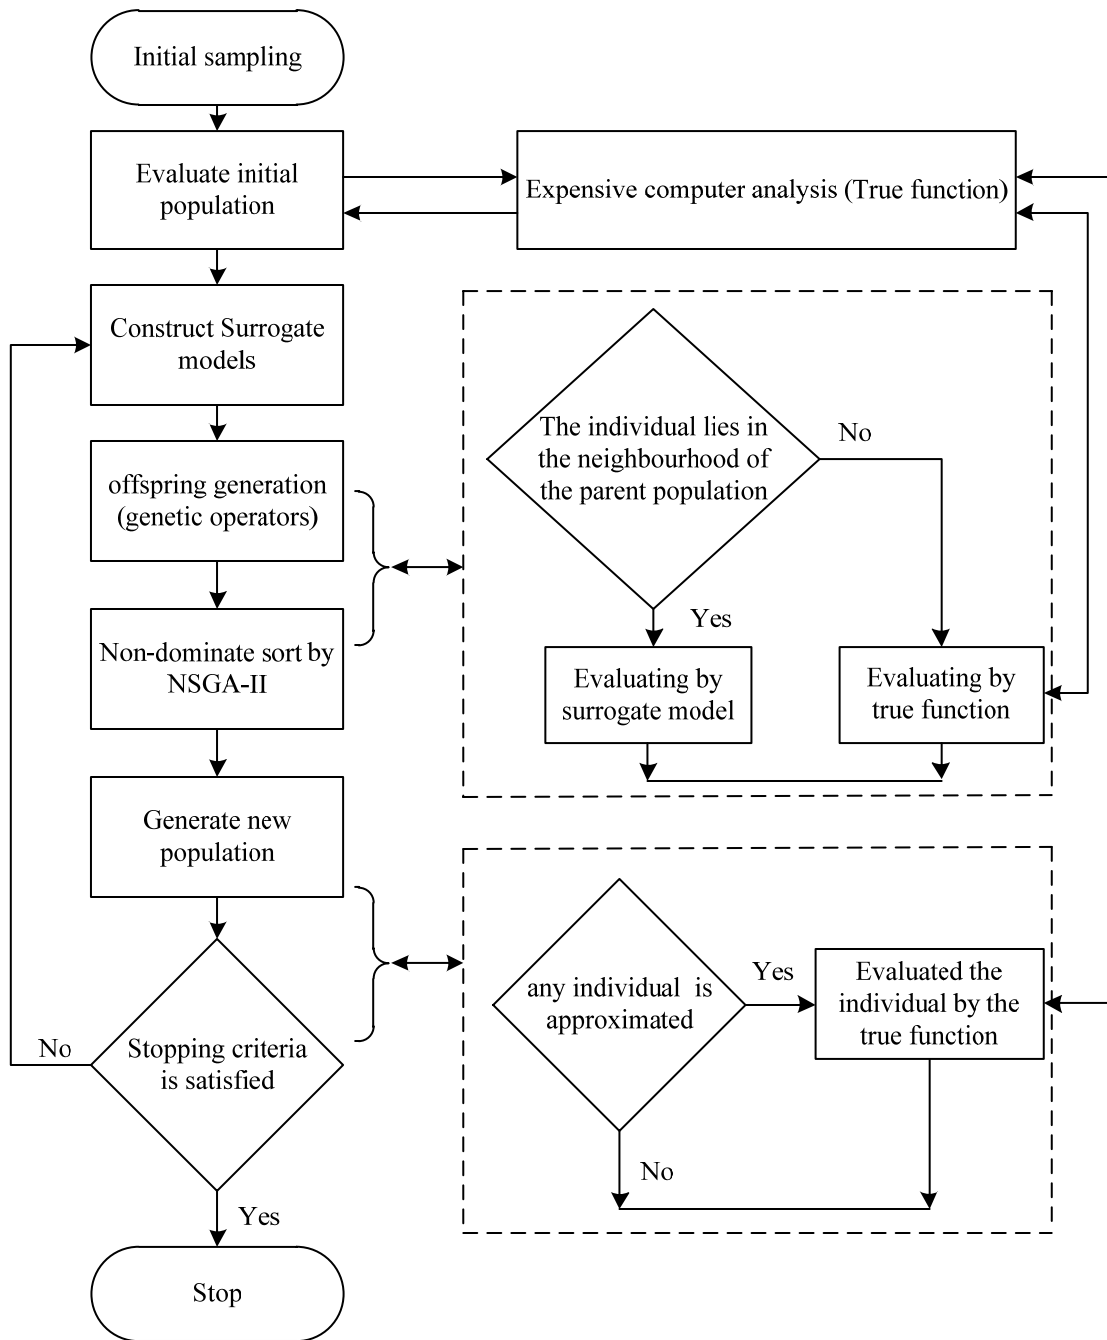 Initial sampling
Evaluate initial
population
Expensive computer analysis (True function)
Construct Surrogate
models
The individual lies in
the neighbourhood of
the parent population
No
offspring generation
(genetic operators)
Yes
Non-dominate sort by
NSGA-II
Evaluating by
surrogate model
Evaluating by
true function
Generate new
population
any individual is
approximated
Yes
Evaluated the
individual by the
true function
No
Stopping criteria
is satisfied
No
Yes
Stop